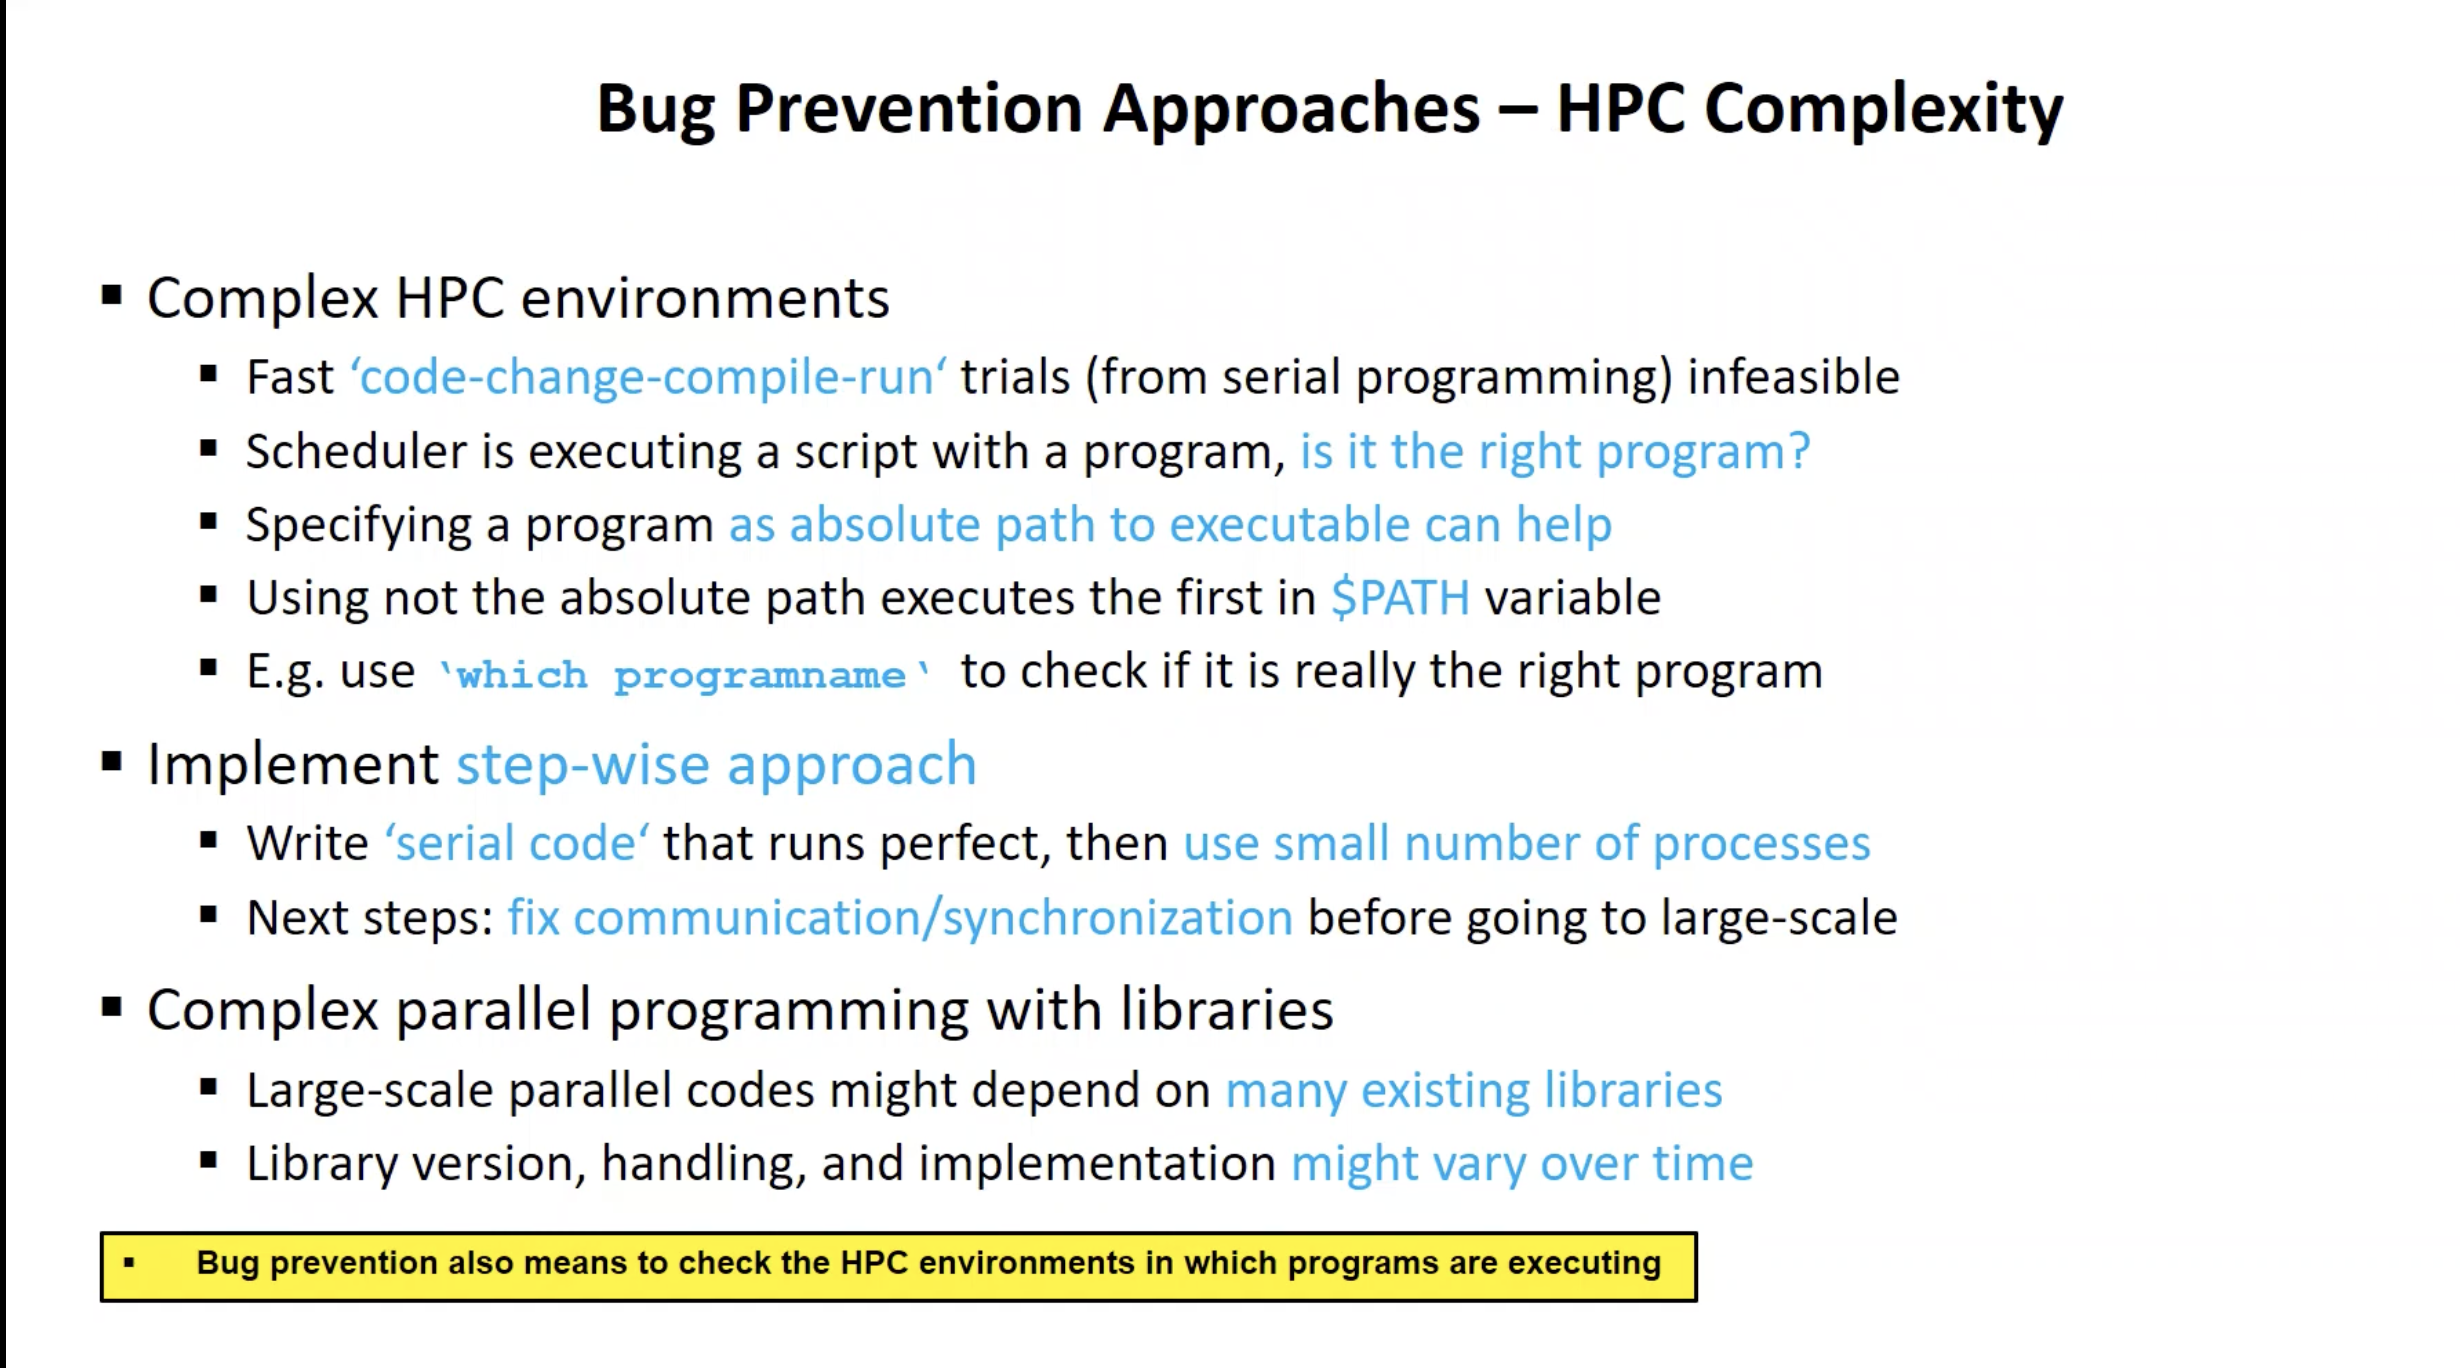 Bug Prevention Approaches – HPC Complexity
▪ Complex HPC environments
▪ Fast ‘code-change-compile-run‘ trials (from serial programming) infeasible
▪ Scheduler is executing a script with a program, is it the right program?
▪ Specifying a program as absolute path to executable can help
▪ Using not the absolute path executes the first in $PATH variable
▪ E.g. use ‵which programname‵ to check if it is really the right program
▪ Implement step-wise approach
▪ Write ‘serial code‘ that runs perfect, then use small number of processes
▪ Next steps: fix communication/synchronization before going to large-scale
▪ Complex parallel programming with libraries
▪ Large-scale parallel codes might depend on many existing libraries
▪ Library version, handling, and implementation might vary over time
▪ Bug prevention also means to check the HPC environments in which programs are executing